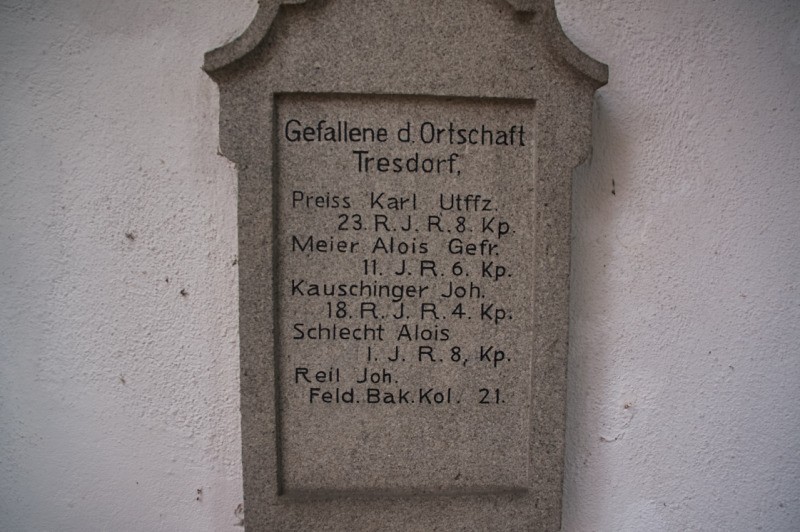 Gefallene d. Ortschaft
Tresdorf,
Preiss Karl Utffz.
23. R. J. R. 8. Kp.
Meier Alois Gefr.
11. J. R. 6. Kp.
Kauschinger Joh.
18. R. J. R. 4. Kp.
Schlecht Alois
1. J. R. 8, Kp.
Reil Joh.
Feld. Bak. Kol. 21.